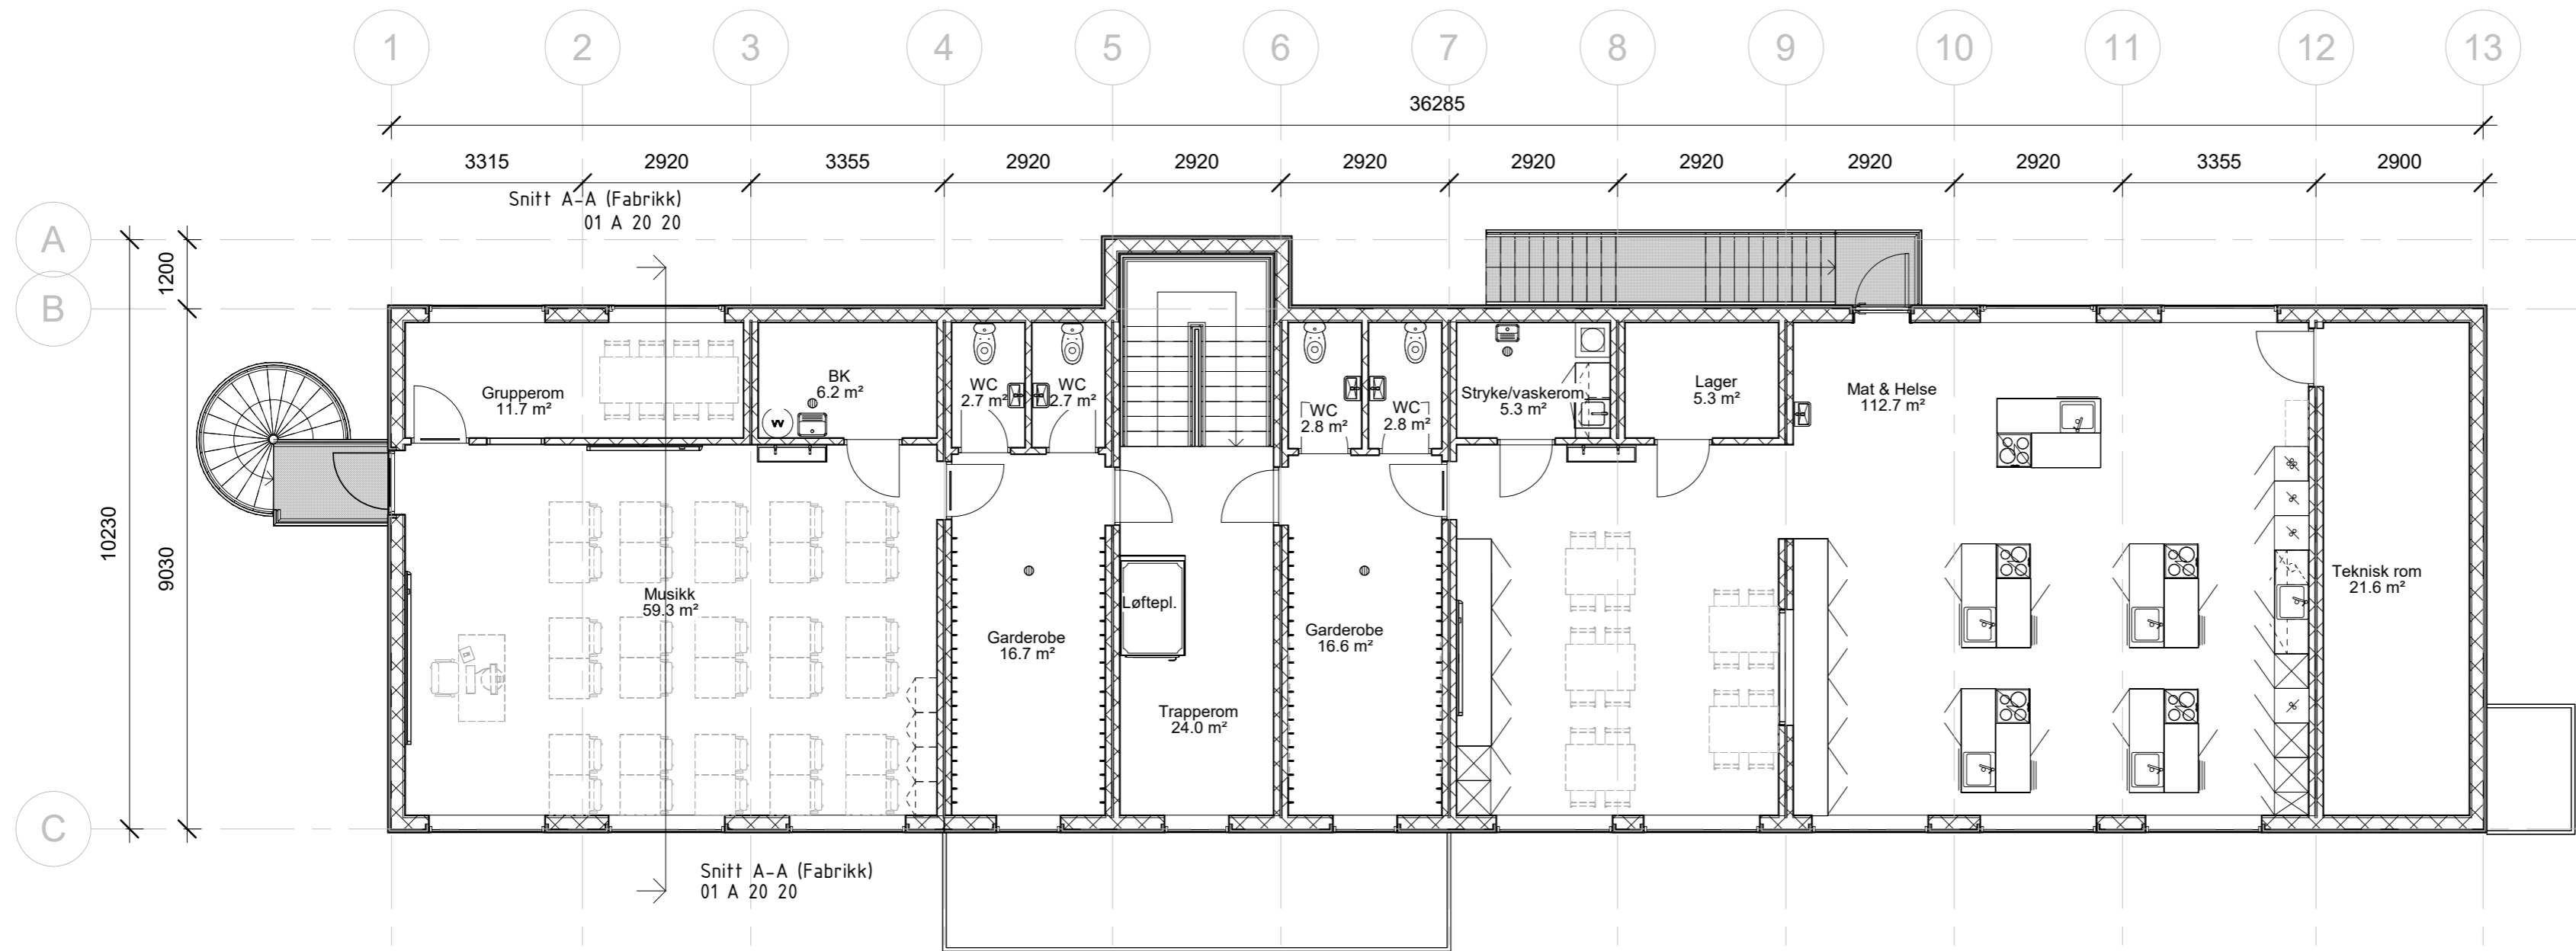 1 2 3 4 5 6 7 8 9 10 11 12 13
36285
3315 2920 3355 2920 2920 2920 2920 2920 2920 2920 3355 2900
Snitt A-A (Fabrikk)
01 A 20 20
A
B
C
1200
10230
9030
Grupperom
11.7 m²
BK
6.2 m²
W
WC
2.7 m²
WC
2.7 m²
WC
2.8 m²
WC
2.8 m²
Stryke/vaskerom
5.3 m²
Lager
5.3 m²
Mat & Helse
112.7 m²
Musikk
59.3 m²
Løftepl.
Garderobe
16.7 m²
Garderobe
16.6 m²
Trapperom
24.0 m²
Teknisk rom
21.6 m²
Snitt A-A (Fabrikk)
01 A 20 20